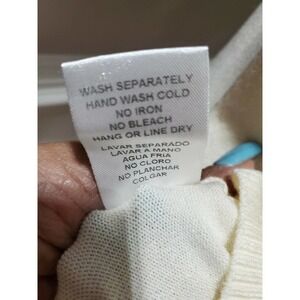 WASH SEPARATELY
HAND WASH COLD
NO IRON
NO BLEACH
HANG OR LINE DRY
LAVAR SEPARADO
LAVAR A MANO
AGUA FRIA
NO CLORO
NO PLANCHAR
COLGAR